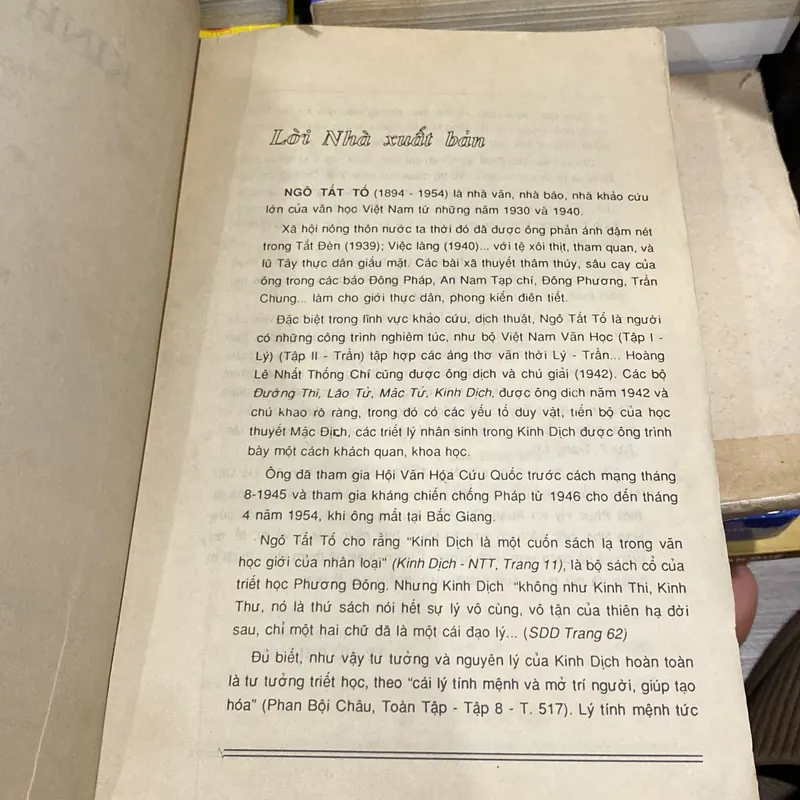 KINH
Lời Nhà xuất bản
NGÔ TẤT TỐ (1894 - 1954) là nhà văn, nhà báo, nhà khảo cứu
lớn của văn học Việt Nam từ những năm 1930 và 1940.
Xã hội nông thôn nước ta thời đó đã được ông phản ánh đậm nét
trong Tắt Đèn (1939); Việc làng (1940)... với tệ xôi thịt, tham quan, và
lũ Tây thực dân giấu mặt. Các bài xã thuyết thâm thúy, sâu cay của
ông trong các báo Đông Pháp, An Nam Tạp chí, Đông Phương, Trần
Chung... làm cho giới thực dân, phong kiến điên tiết.
Đặc biệt trong lĩnh vực khảo cứu, dịch thuật, Ngô Tất Tố là người
có những công trình nghiêm túc, như bộ Việt Nam Văn Học (Tập I -
Lý) (Tập II - Trần) tập hợp các áng thơ văn thời Lý - Trần... Hoàng
Lê Nhất Thống Chí cũng được ông dịch và chú giải (1942). Các bộ
Đường Thi, Lão Tử, Mặc Tử, Kinh Dịch, được ông dich năm 1942 và
chú khao rõ ràng, trong đó có các yếu tố duy vật, tiến bộ của học
thuyết Mặc Địch, các triết lý nhân sinh trong Kinh Dịch được ông trình
bày một cách khách quan, khoa học.
Ông đã tham gia Hội Văn Hóa Cứu Quốc trước cách mạng tháng
8-1945 và tham gia kháng chiến chống Pháp từ 1946 cho đến tháng
4 năm 1954, khi ông mất tại Bắc Giang.
Ngô Tất Tố cho rằng "Kinh Dịch là một cuốn sách lạ trong văn
học giới của nhân loại" (Kinh Dịch - NTT, Trang 11), là bộ sách cổ của
triết học Phương Đông. Nhưng Kinh Dịch "không như Kinh Thi, Kinh
Thư, nó là thứ sách nói hết sự lý vô cùng, vô tận của thiên hạ đời
sau, chỉ một hai chữ đã là một cái đạo lý... (SDD Trang 62)
Đủ biết, như vậy tư tưởng và nguyên lý của Kinh Dịch hoàn toàn
là tư tưởng triết học, theo "cái lý tính mệnh và mở trí người, giúp tạo
hóa" (Phan Bội Châu, Toàn Tập - Tập 8 - T. 517). Lý tính mệnh tức